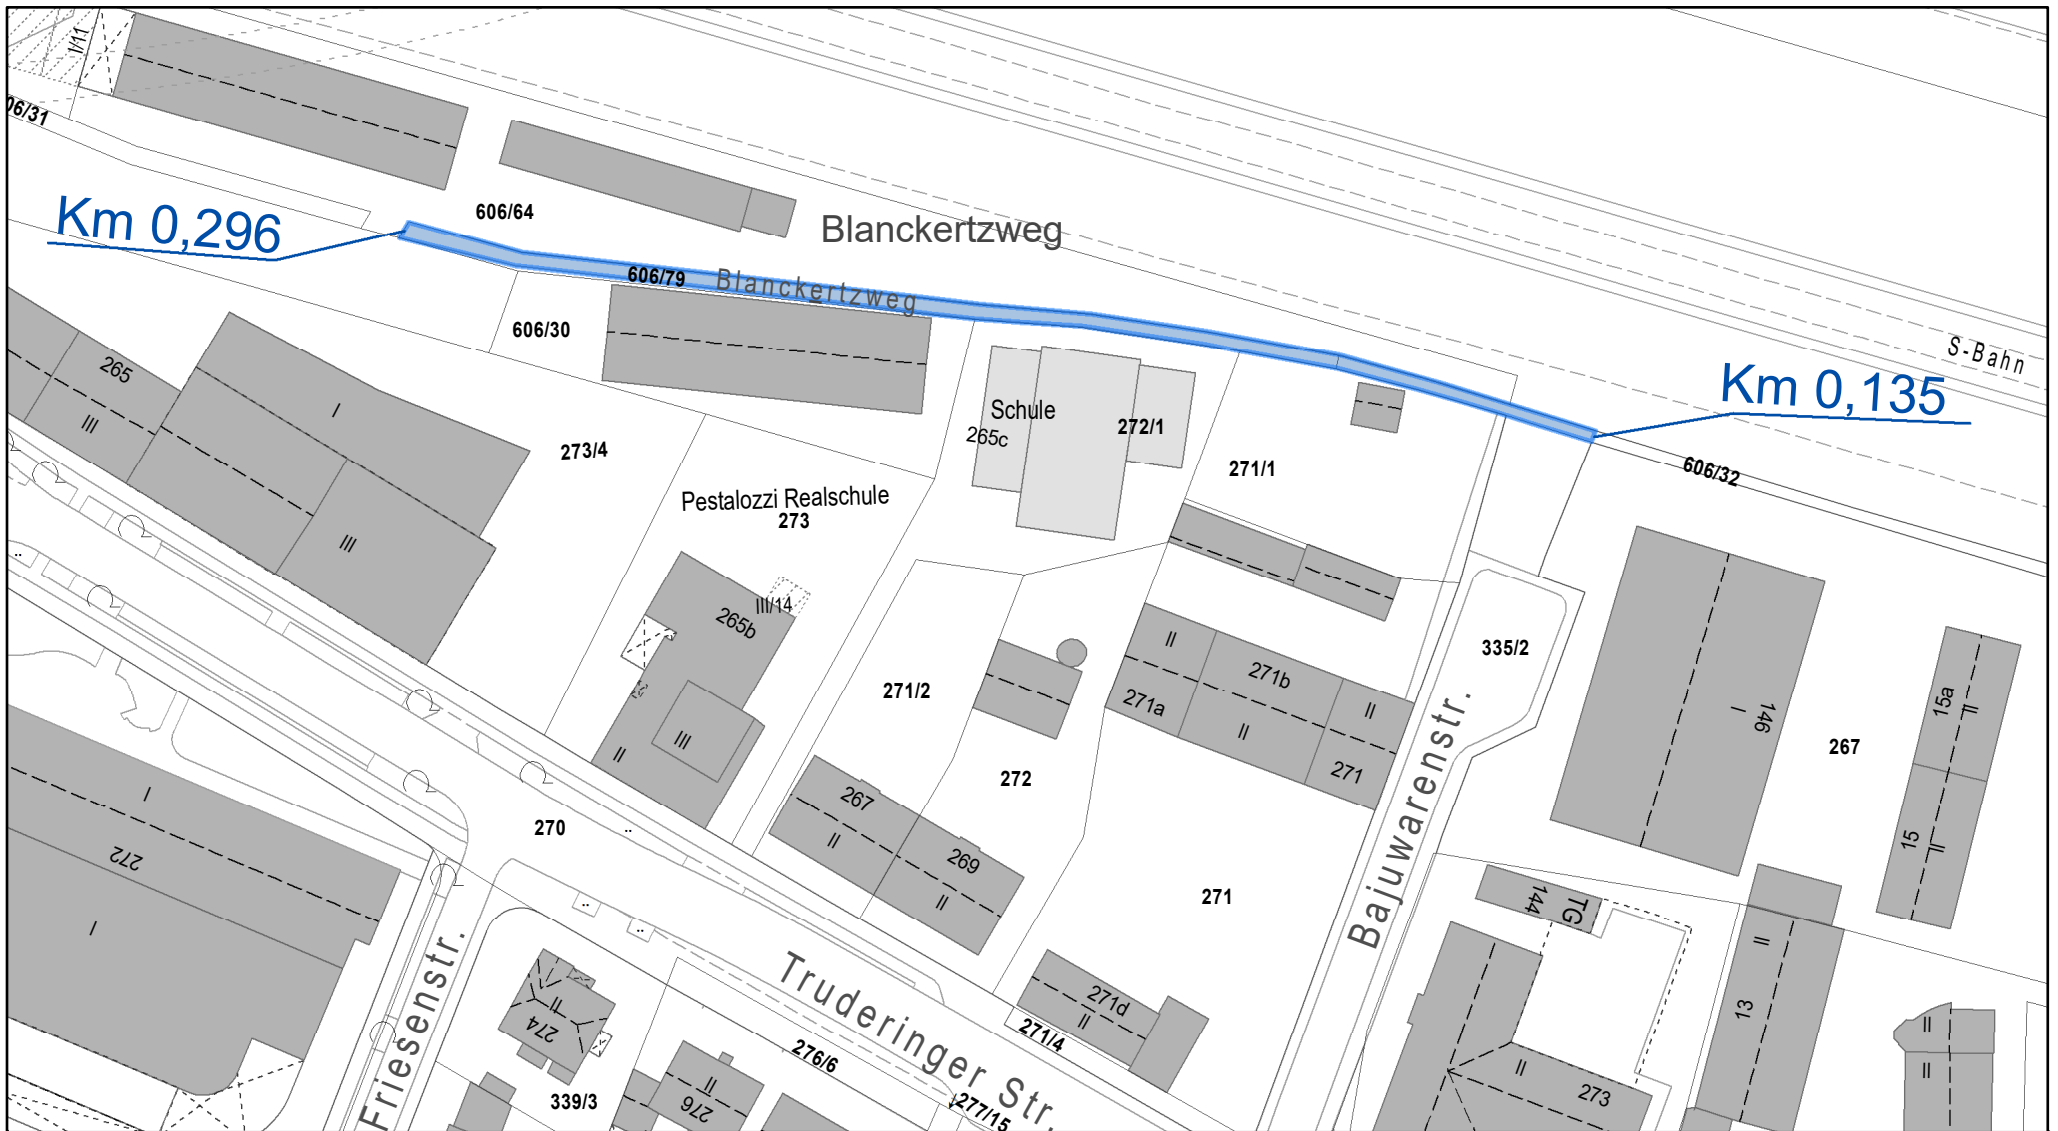 I/11
06/31
606/64
Km 0,296
Blanckertzweg
606/79
Blanckertzweg
606/30
S-Bahn
Km 0,135
265
III
I
III
273/4
Schule
265c
272/1
271/1
606/32
Pestalozzi Realschule
273
III/14
265b
III
II
271/2
272
II
271b
II
271a
II
271
335/2
Bajuwarenstr.
I
146
267
15a
II
15
II
I
272
I
270
267
II
269
II
271
144
TG
II
13
Friesenstr.
II
274
339/3
II
276
276/6
Truderinger Str.
277/15
271d
II
271/4
II
273
II
II